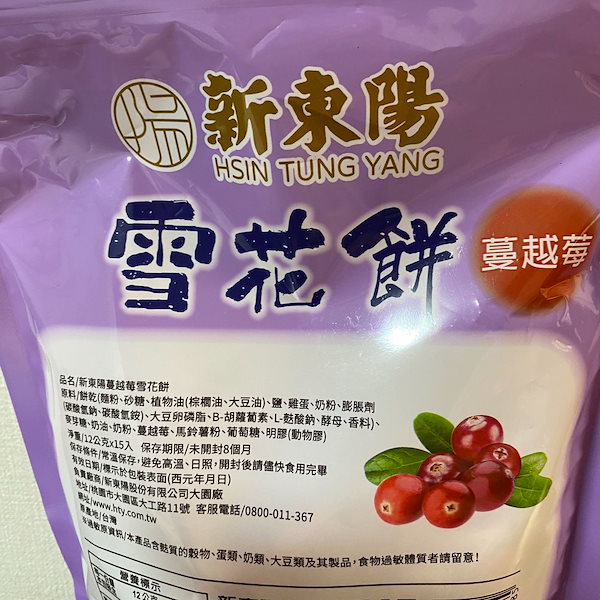 陽
新東陽
HSIN TUNG YANG
雪花餅
蔓越莓
品名/新東陽蔓越莓雪花餅
原料/餅乾(麵粉、砂糖、植物油(棕櫚油、大豆油)、鹽、雞蛋、奶粉、膨脹劑
(碳酸氫鈉、碳酸氫銨)、大豆卵磷脂、B-胡蘿蔔素、L-麩酸鈉、酵母、香料)、
麥芽糖、奶油、奶粉、蔓越莓、馬鈴薯粉、葡萄糖、明膠(動物膠)
淨重/12公克x15入 保存期限/未開封8個月
保存條件/常溫保存，避免高溫、日照，開封後請儘快食用完畢
有效日期/標示於包裝表面(西元年月日)
負責廠商/新東陽股份有限公司大園廠
地址/桃園市大園區大工路11號 客服電話/0800-011-367
網址/www.hty.com.tw
原產地/台灣
※過敏原資訊/本產品含麩質的穀物、蛋類、奶類、大豆類及其製品，食物過敏體質者請留意！
營養標示
12公克